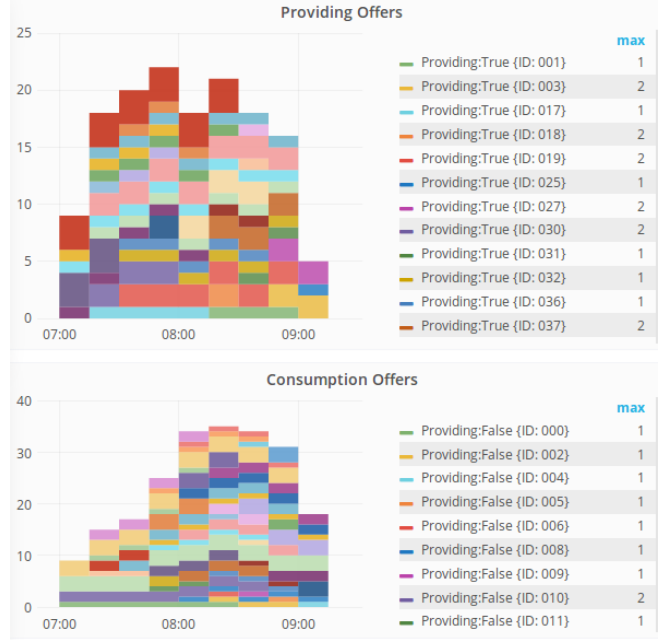 Providing Offers
25
20
15
10
5
0
07:00 08:00 09:00
max
Providing:True {ID: 001} 1
Providing:True {ID: 003} 2
Providing:True {ID: 017} 1
Providing:True {ID: 018} 2
Providing:True {ID: 019} 2
Providing:True {ID: 025} 1
Providing:True {ID: 027} 2
Providing:True {ID: 030} 2
Providing:True {ID: 031} 1
Providing:True {ID: 032} 1
Providing:True {ID: 036} 1
Providing:True {ID: 037} 2
Consumption Offers
40
30
20
10
0
07:00 08:00 09:00
max
Providing:False {ID: 000} 1
Providing:False {ID: 002} 1
Providing:False {ID: 004} 1
Providing:False {ID: 005} 1
Providing:False {ID: 006} 1
Providing:False {ID: 008} 1
Providing:False {ID: 009} 1
Providing:False {ID: 010} 2
Providing:False {ID: 011} 1